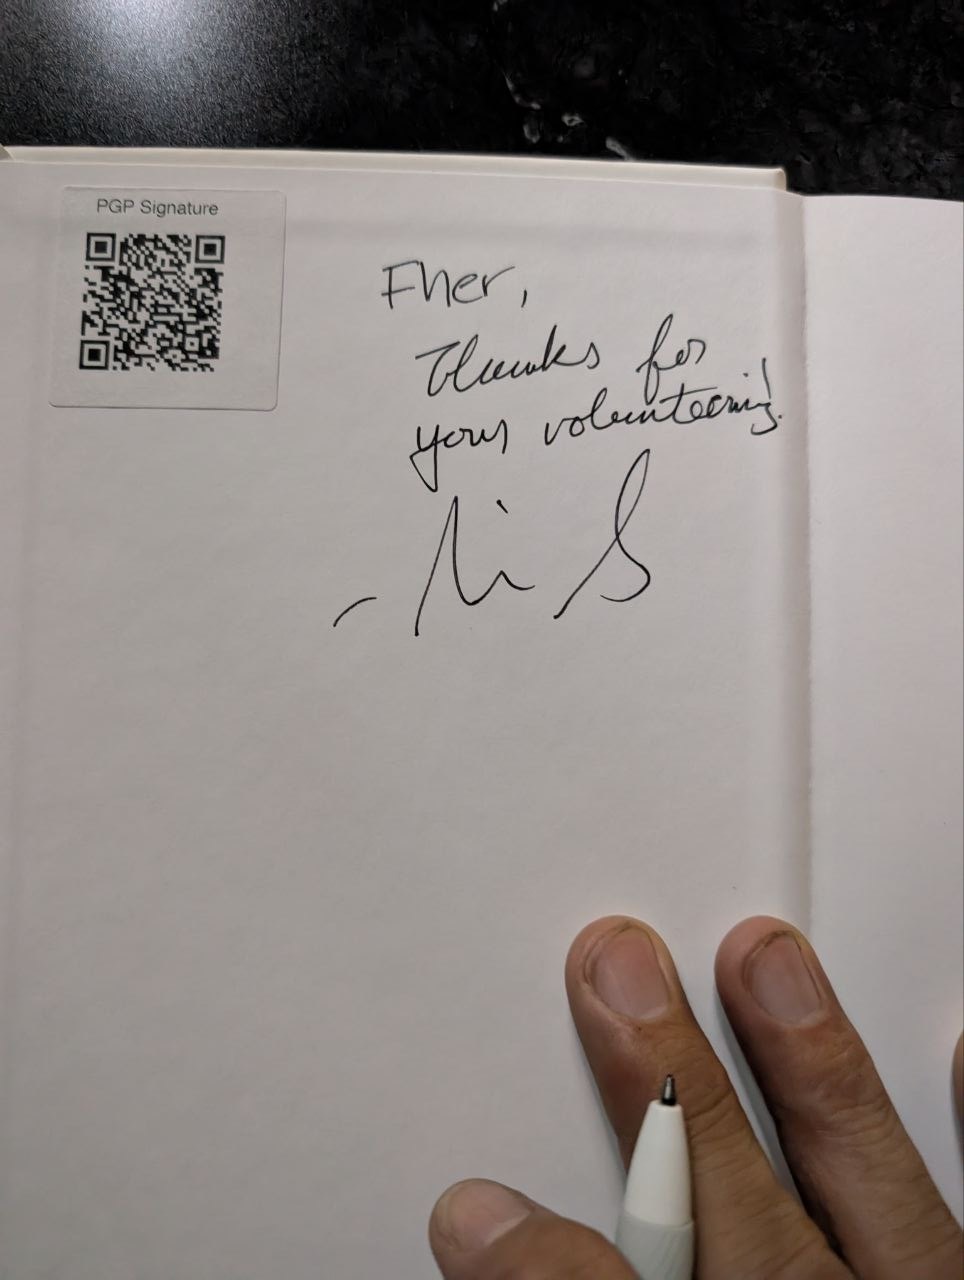 PGP Signature
Fher,
Thanks for
your volunteering!